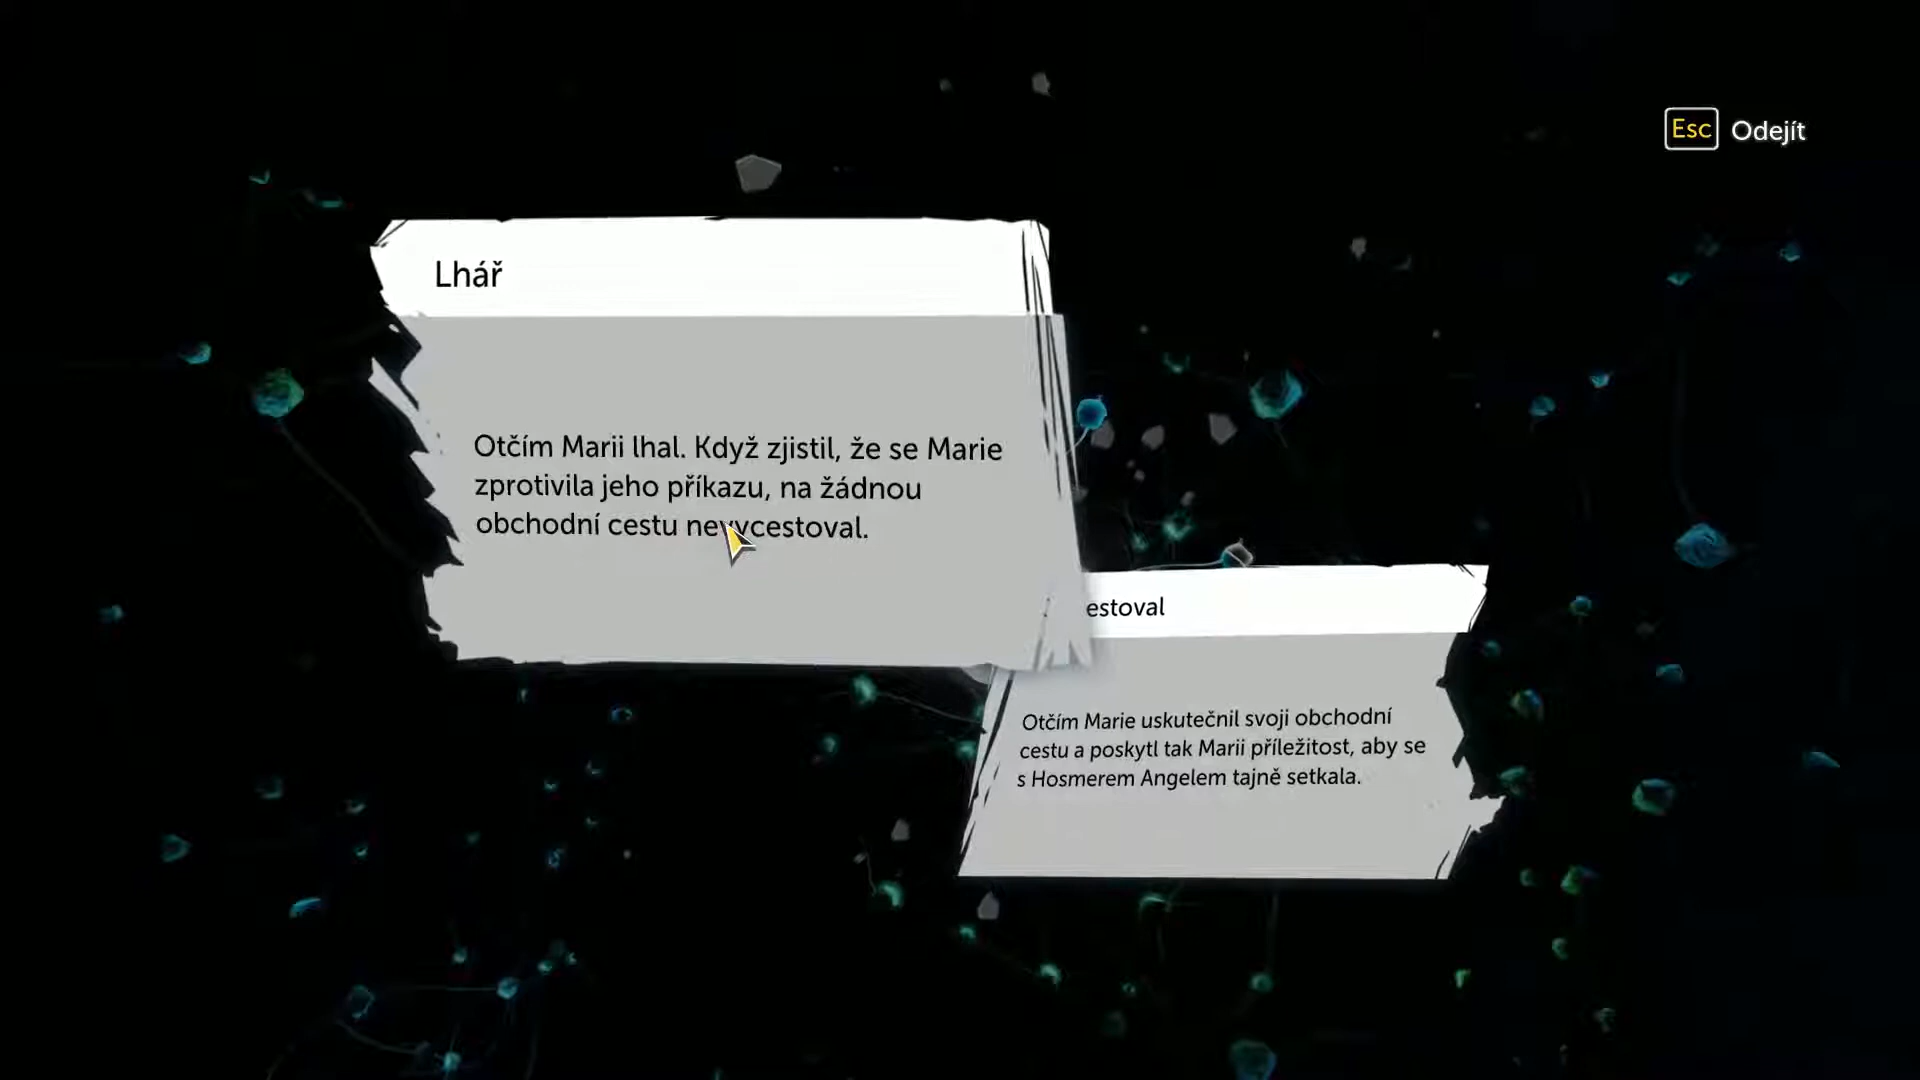 Esc Odejít
Lhář
Otčím Marii lhal. Když zjistil, že se Marie
zprotivila jeho příkazu, na žádnou
obchodní cestu nevycestoval.
estoval
Otčím Marie uskutečnil svoji obchodní
cestu a poskytl tak Marii příležitost, aby se
s Hosmerem Angelem tajně setkala.